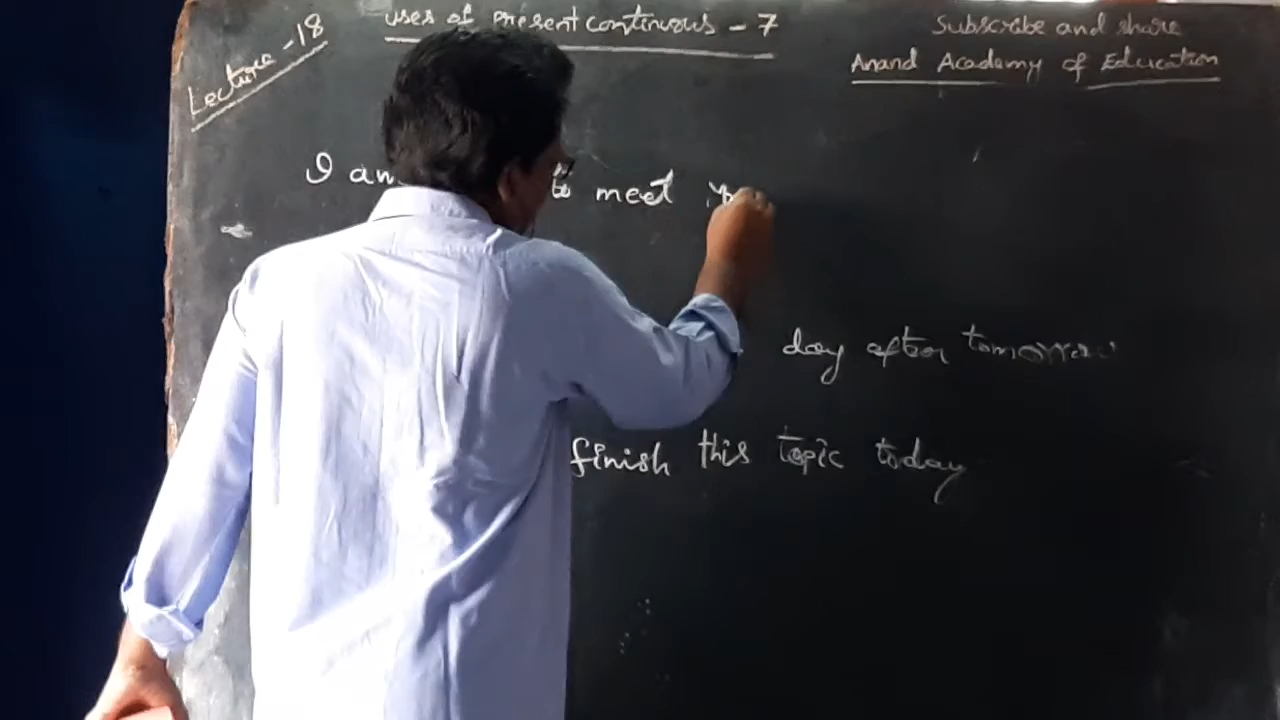 Lecture -18
uses of present continuous - 7
Subscribe and share
Anand Academy of Education
I am to meet
day after tomorrow
finish this topic today